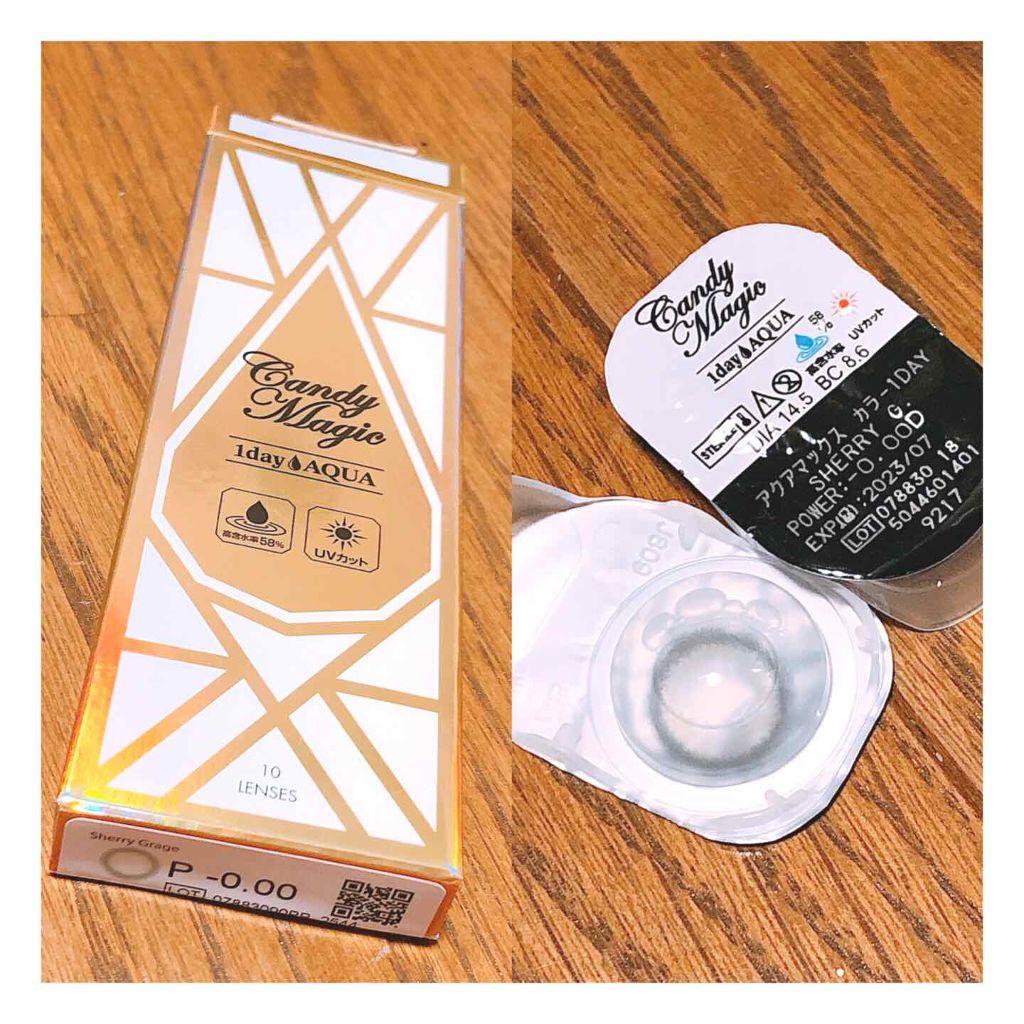 Candy
Magic
1day AQUA
高含水率58%
UVカット
10
LENSES
Sherry Grage
P -0.00
LOT
Candy
Magic
1day AQUA
58
%
高含水率
UVカット
DIA 14.5 BC 8.6
アクアマックス カラー1DAY
SHERRY G.
POWER:-0.00D
EXP:2023/07
LOT 078830 18.
5044601401
9217